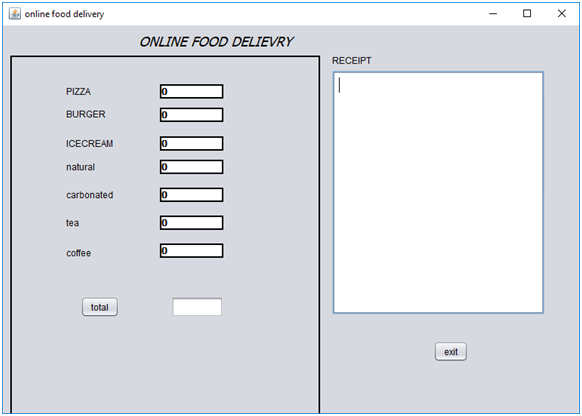 online food delivery
ONLINE FOOD DELIEVRY
RECEIPT
PIZZA 0
BURGER 0
ICECREAM 0
natural 0
carbonated 0
tea 0
coffee 0
total
exit